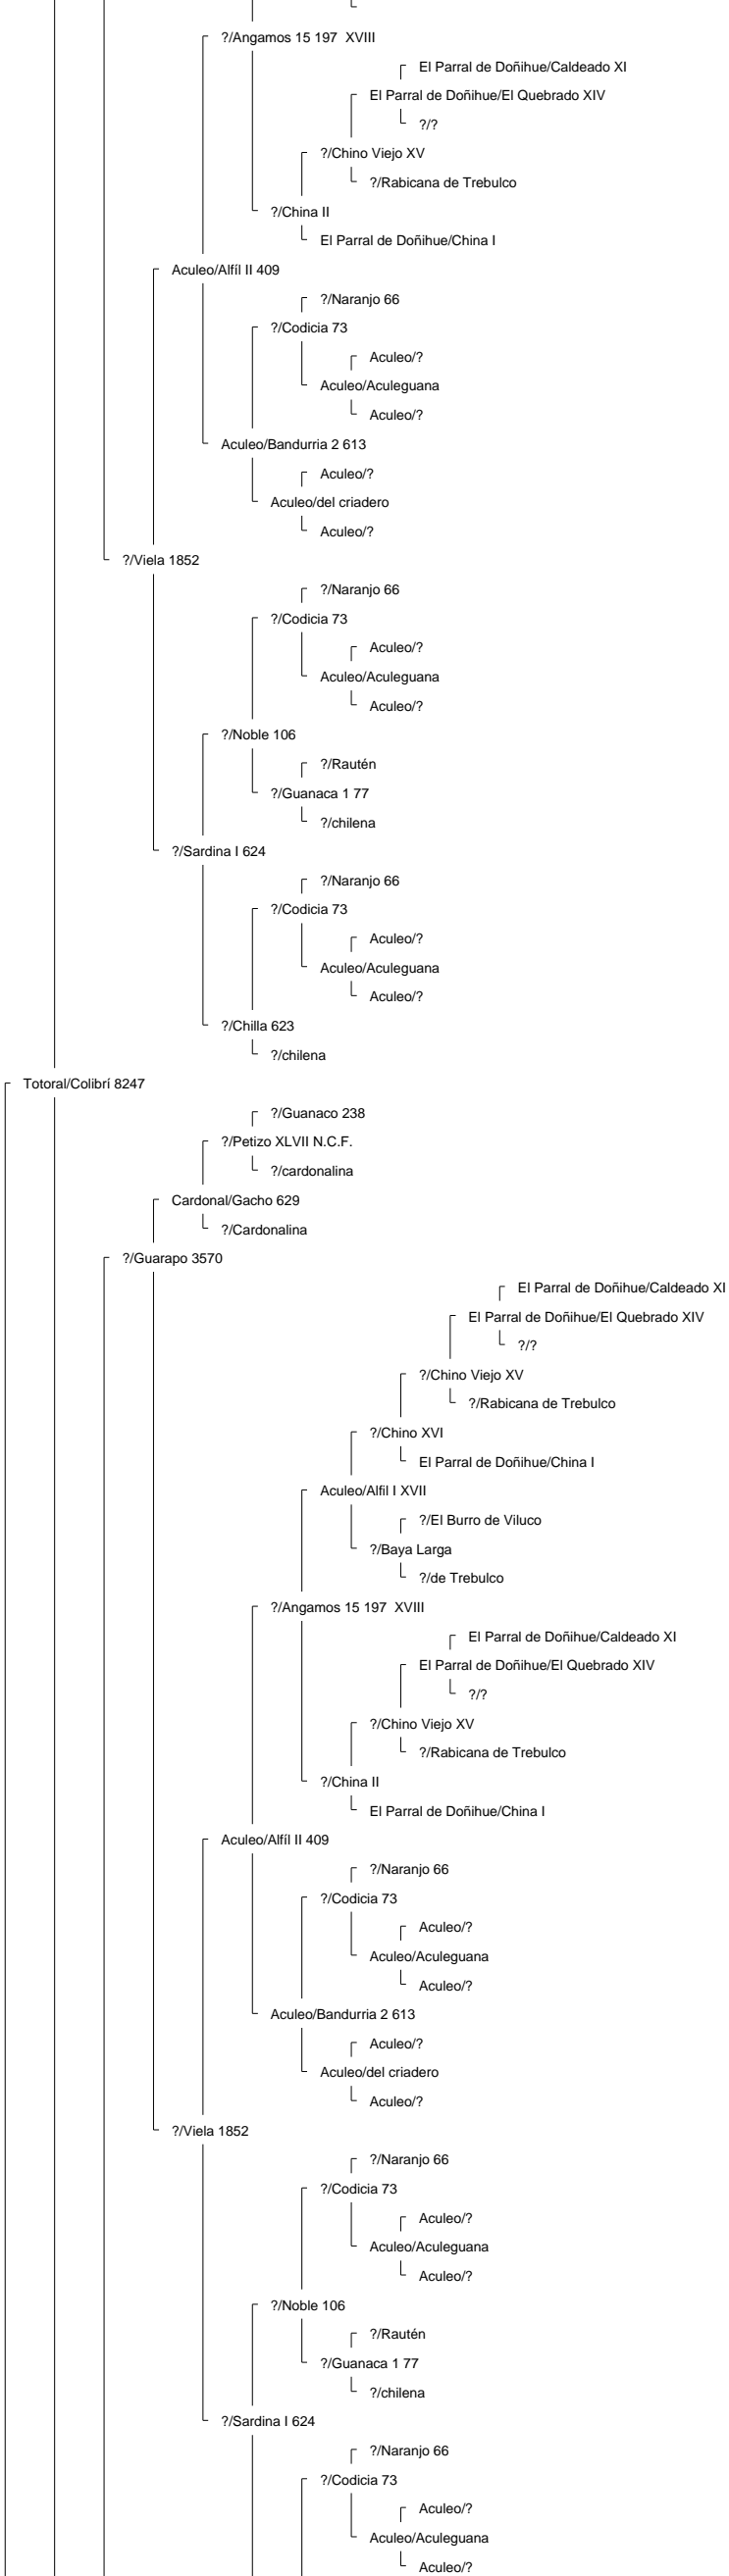 ?/Angamos 15 197  XVIII
El Parral de Doñihue/Caldeado XI
El Parral de Doñihue/El Quebrado XIV
?/?
?/Chino Viejo XV
?/Rabicana de Trebulco
?/China II
El Parral de Doñihue/China I
Aculeo/Alfíl II 409
?/Naranjo 66
?/Codicia 73
Aculeo/?
Aculeo/Aculeguana
Aculeo/?
Aculeo/Bandurria 2 613
Aculeo/?
Aculeo/del criadero
Aculeo/?
?/Viela 1852
?/Naranjo 66
?/Codicia 73
Aculeo/?
Aculeo/Aculeguana
Aculeo/?
?/Noble 106
?/Rautén
?/Guanaca 1 77
?/chilena
?/Sardina I 624
?/Naranjo 66
?/Codicia 73
Aculeo/?
Aculeo/Aculeguana
Aculeo/?
?/Chilla 623
?/chilena
Totoral/Colibrí 8247
?/Guanaco 238
?/Petizo XLVII N.C.F.
?/cardonalina
Cardonal/Gacho 629
?/Cardonalina
?/Guarapo 3570
El Parral de Doñihue/Caldeado XI
El Parral de Doñihue/El Quebrado XIV
?/?
?/Chino Viejo XV
?/Rabicana de Trebulco
?/Chino XVI
El Parral de Doñihue/China I
Aculeo/Alfil I XVII
?/El Burro de Viluco
?/Baya Larga
?/de Trebulco
?/Angamos 15 197  XVIII
El Parral de Doñihue/Caldeado XI
El Parral de Doñihue/El Quebrado XIV
?/?
?/Chino Viejo XV
?/Rabicana de Trebulco
?/China II
El Parral de Doñihue/China I
Aculeo/Alfíl II 409
?/Naranjo 66
?/Codicia 73
Aculeo/?
Aculeo/Aculeguana
Aculeo/?
Aculeo/Bandurria 2 613
Aculeo/?
Aculeo/del criadero
Aculeo/?
?/Viela 1852
?/Naranjo 66
?/Codicia 73
Aculeo/?
Aculeo/Aculeguana
Aculeo/?
?/Noble 106
?/Rautén
?/Guanaca 1 77
?/chilena
?/Sardina I 624
?/Naranjo 66
?/Codicia 73
Aculeo/?
Aculeo/Aculeguana
Aculeo/?